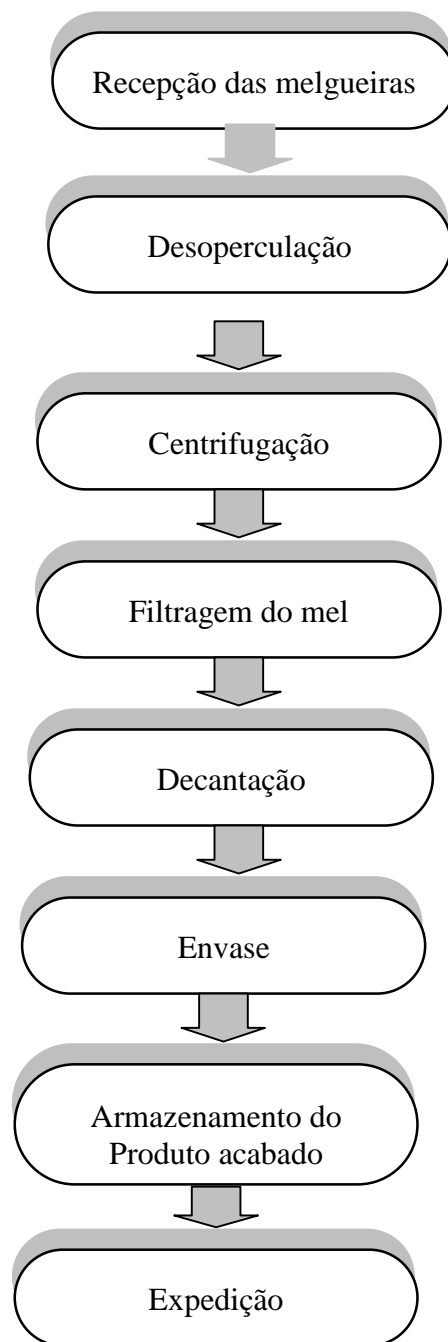 Recepção das melgueiras
Desoperculação
Centrifugação
Filtragem do mel
Decantação
Envase
Armazenamento do
Produto acabado
Expedição